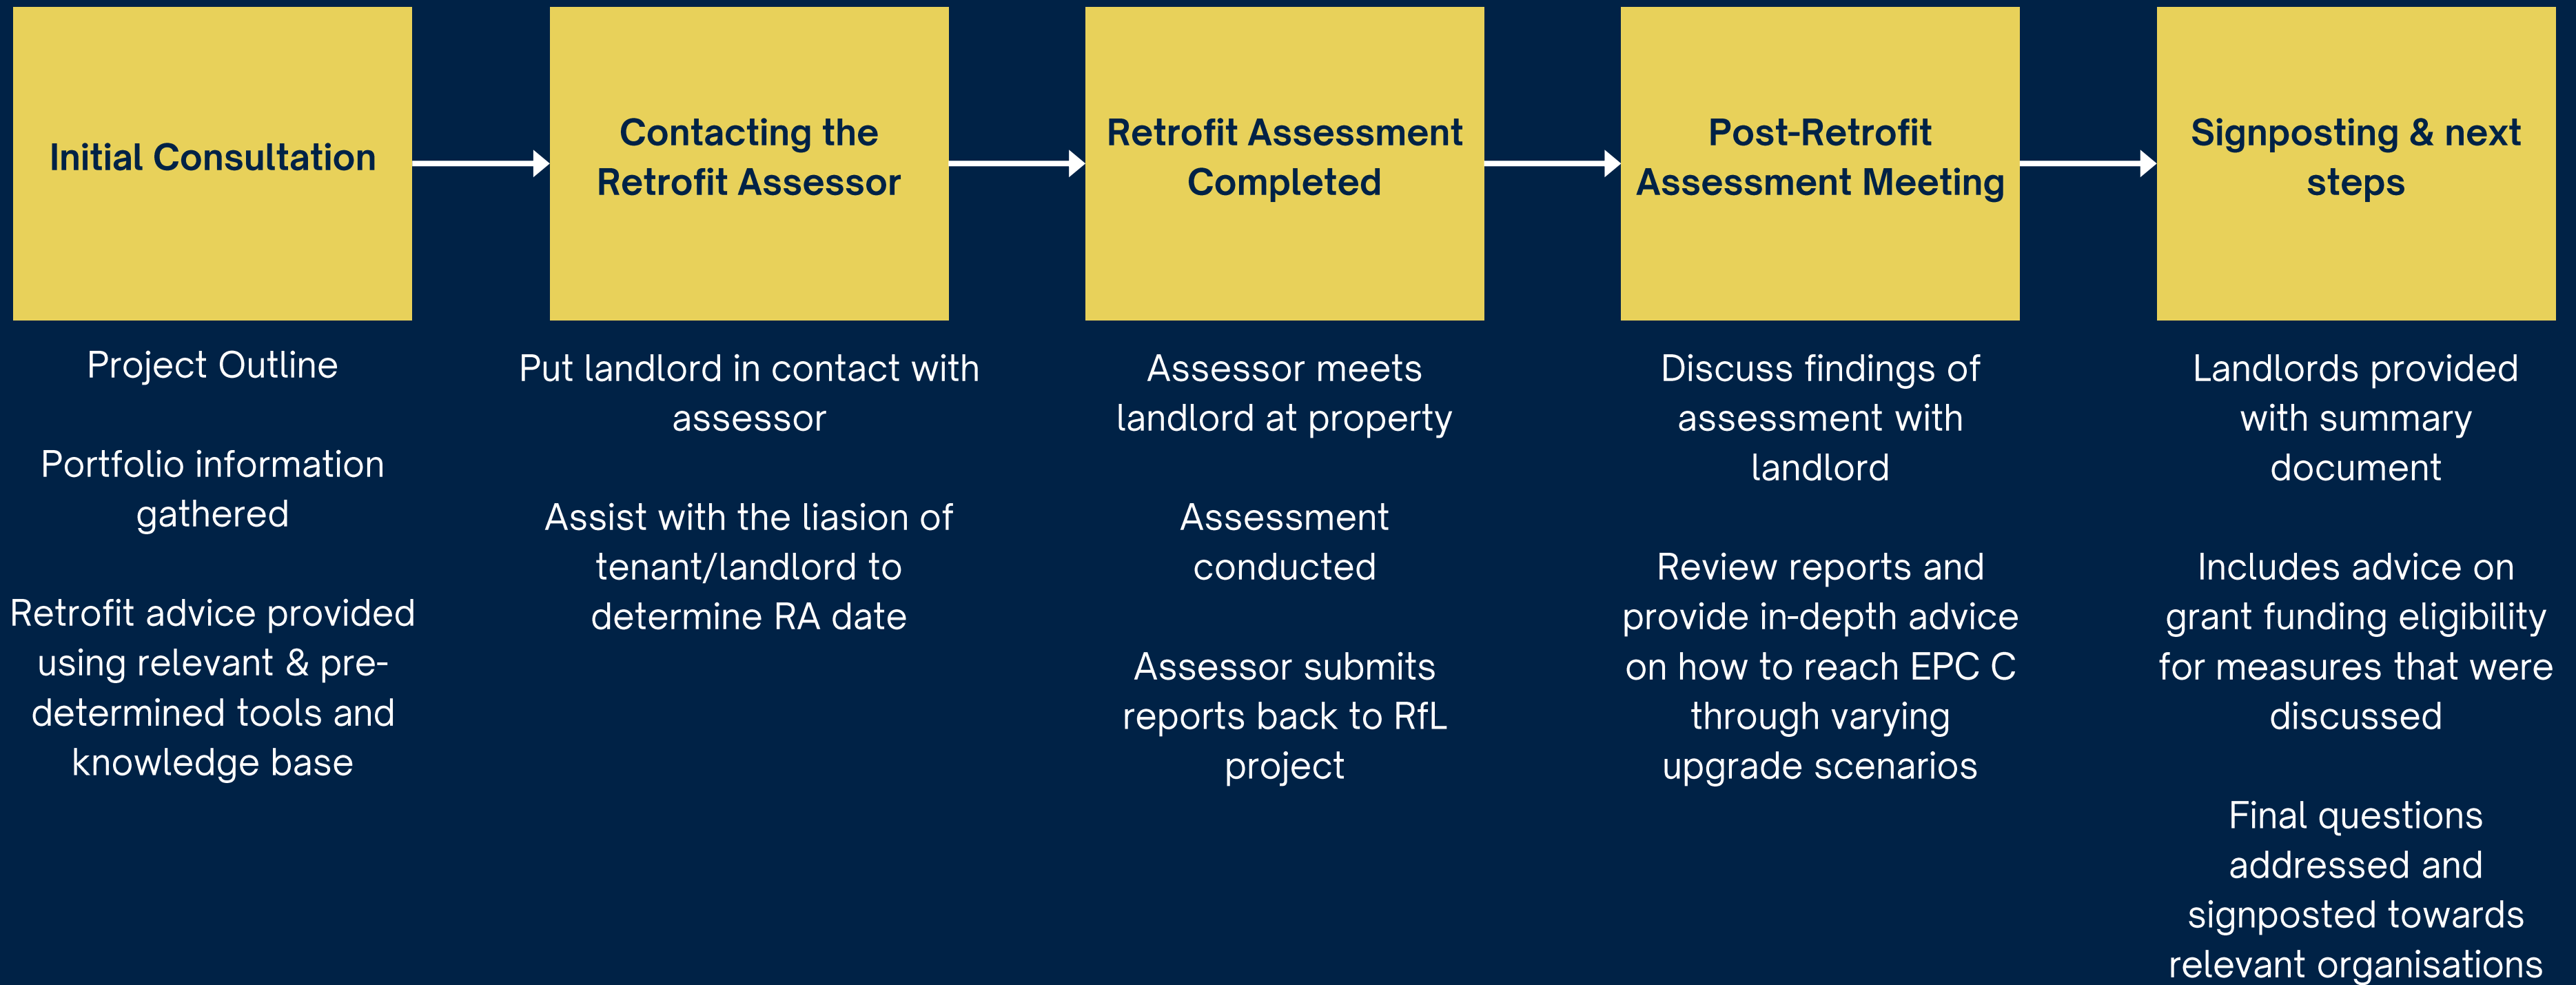 Initial Consultation
Contacting the
Retrofit Assessor
Retrofit Assessment
Completed
Post-Retrofit
Assessment Meeting
Signposting & next
steps
Project Outline
Portfolio information
gathered
Retrofit advice provided
using relevant & pre-
determined tools and
knowledge base
Put landlord in contact with
assessor
Assist with the liasion of
tenant/landlord to
determine RA date
Assessor meets
landlord at property
Assessment
conducted
Assessor submits
reports back to RfL
project
Discuss findings of
assessment with
landlord
Review reports and
provide in-depth advice
on how to reach EPC C
through varying
upgrade scenarios
Landlords provided
with summary
document
Includes advice on
grant funding eligibility
for measures that were
discussed
Final questions
addressed and
signposted towards
relevant organisations